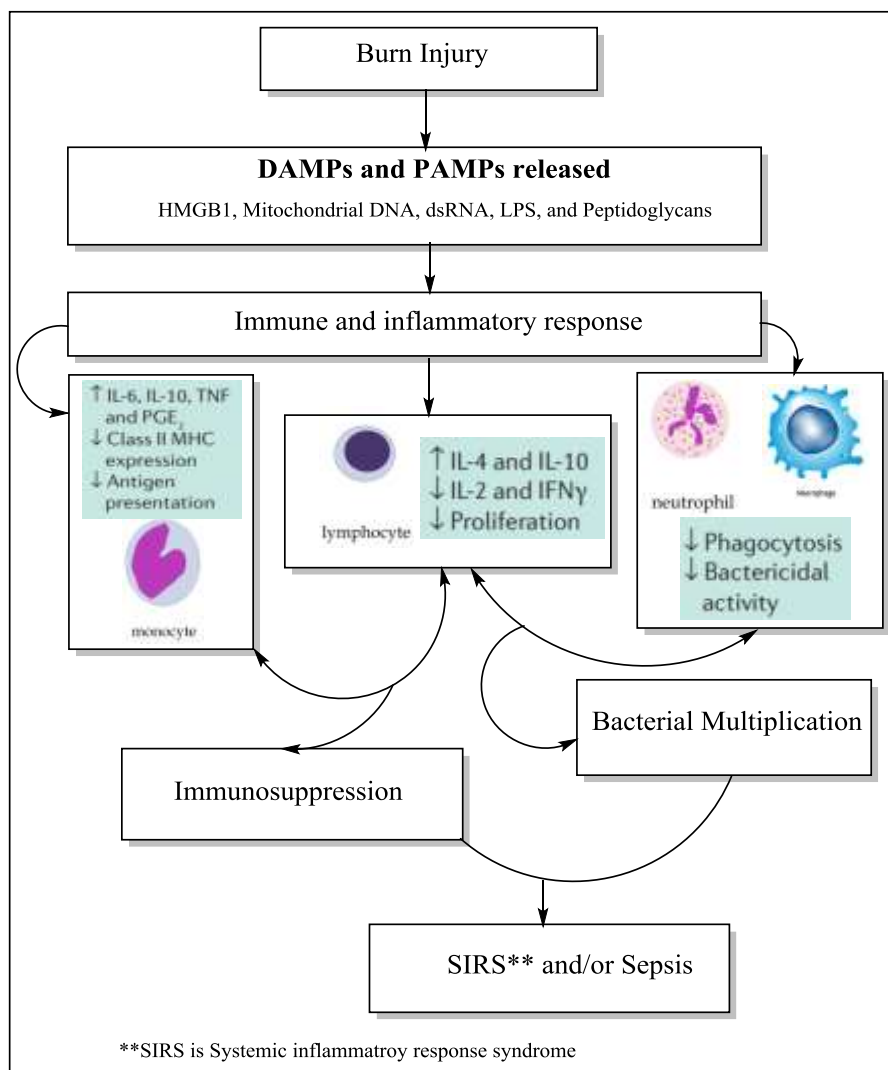 Burn Injury
DAMPs and PAMPs released
HMGB1, Mitochondrial DNA, dsRNA, LPS, and Peptidoglycans
Immune and inflammatory response
↑ IL-6, IL-10, TNF
and PGE₂
↓ Class II MHC
expression
↓ Antigen
presentation
monocyte
lymphocyte
↑ IL-4 and IL-10
↓ IL-2 and IFNγ
↓ Proliferation
neutrophil
Macrophage
↓ Phagocytosis
↓ Bactericidal
activity
Bacterial Multiplication
Immunosuppression
SIRS** and/or Sepsis
**SIRS is Systemic inflammatroy response syndrome